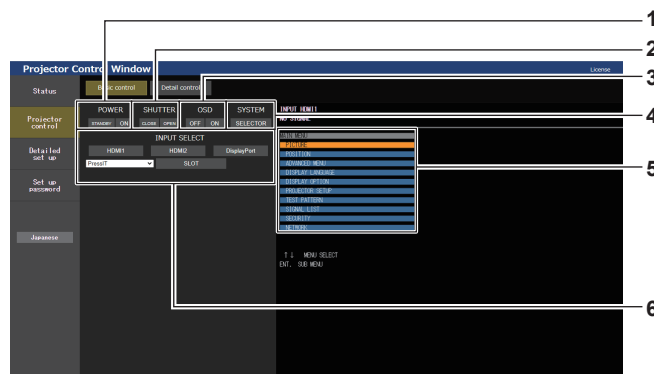 1
2
3
4
5
6
Projector Control Window
License
Status
Basic control
Detail control
Projector control
Detailed set up
Set up password
Japanese
POWER
SHUTTER
OSD
SYSTEM
STANDBY ON
CLOSE OPEN
OFF ON
SELECTOR
INPUT SELECT
HDMI1
HDMI2
DisplayPort
PressIT
SLOT
INPUT HDMI1
NO SIGNAL
MAIN MENU
PICTURE
POSITION
ADVANCED MENU
DISPLAY LANGUAGE
DISPLAY OPTION
PROJECTOR SETUP
TEST PATTERN
SIGNAL LIST
SECURITY
NETWORK
↑↓ MENU SELECT
ENT. SUB MENU